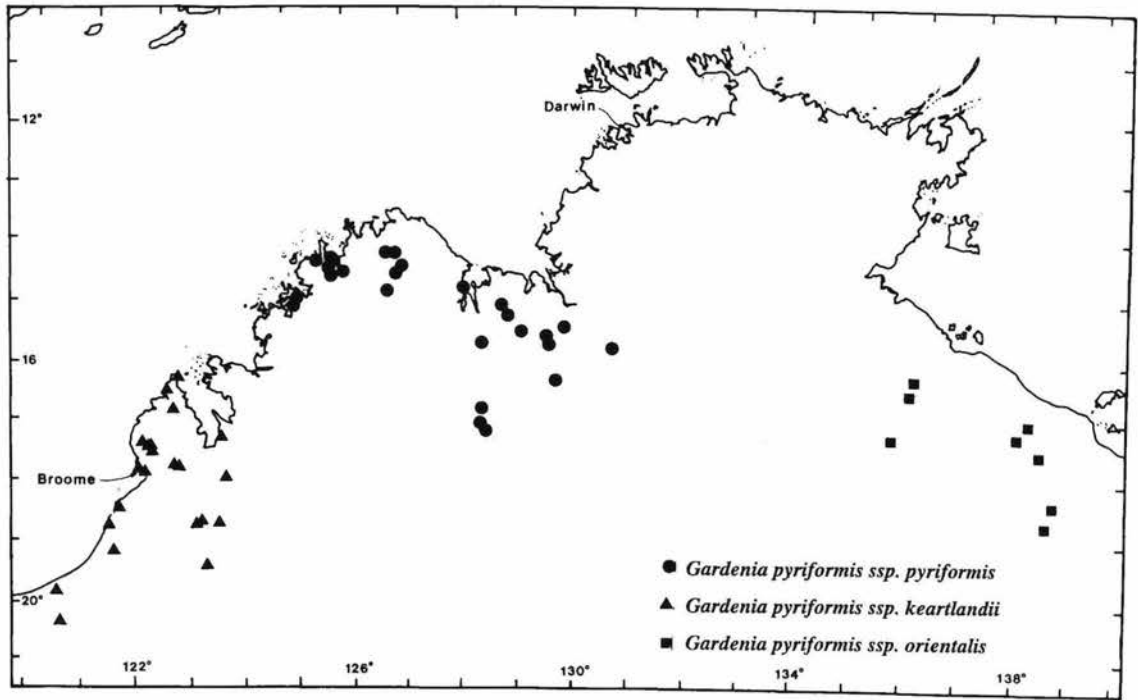 Darwin
12°
16
Broome
Gardenia pyriformis ssp. pyriformis
Gardenia pyriformis ssp. keartlandii
20°
Gardenia pyriformis ssp. orientalis
122°
126°
130°
134°
138°